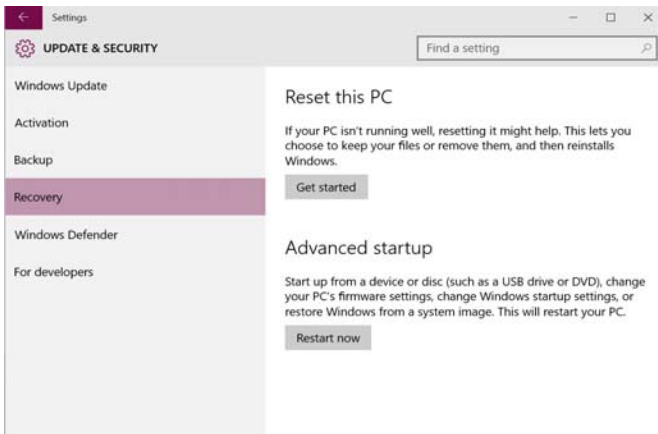 Settings
UPDATE & SECURITY
Find a setting
Windows Update
Activation
Backup
Recovery
Windows Defender
For developers
Reset this PC
If your PC isn't running well, resetting it might help. This lets you
choose to keep your files or remove them, and then reinstalls
Windows.
Get started
Advanced startup
Start up from a device or disc (such as a USB drive or DVD), change
your PC's firmware settings, change Windows startup settings, or
restore Windows from a system image. This will restart your PC.
Restart now